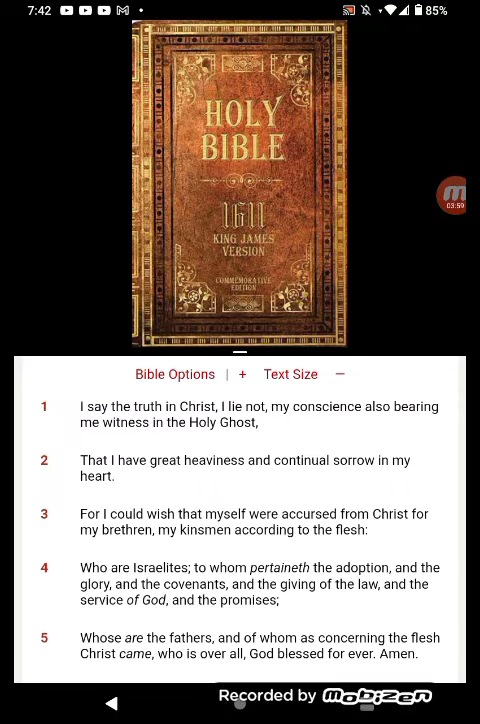 7:42
85%
HOLY
BIBLE
1611
KING JAMES
VERSION
COMMEMORATIVE
EDITION
03:59
Bible Options | + Text Size −
1 I say the truth in Christ, I lie not, my conscience also bearing
me witness in the Holy Ghost,
2 That I have great heaviness and continual sorrow in my
heart.
3 For I could wish that myself were accursed from Christ for
my brethren, my kinsmen according to the flesh:
4 Who are Israelites; to whom pertaineth the adoption, and the
glory, and the covenants, and the giving of the law, and the
service of God, and the promises;
5 Whose are the fathers, and of whom as concerning the flesh
Christ came, who is over all, God blessed for ever. Amen.
Recorded by Mobizen